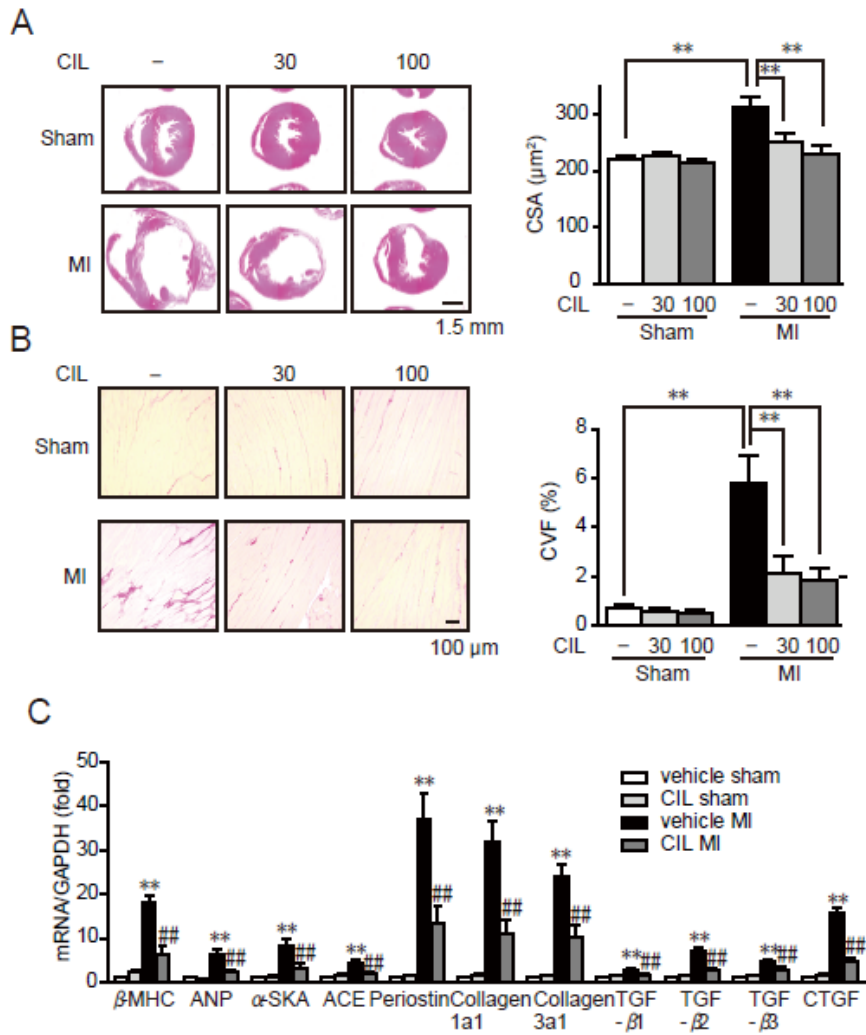 A
CIL – 30 100
Sham
MI
1.5 mm
** **
**
CSA (µm²)
300
200
100
0
CIL – 30 100 – 30 100
Sham MI
B
CIL – 30 100
Sham
MI
100 µm
** **
**
CVF (%)
8
6
4
2
0
CIL – 30 100 – 30 100
Sham MI
C
mRNA/GAPDH (fold)
50
40
30
20
10
0
vehicle sham
CIL sham
vehicle MI
CIL MI
** ** ** ** ** ** ** ** ** ** **
## ## ## ## ## ## ## ## ## ## ##
β-MHC ANP α-SKA ACE Periostin Collagen Collagen TGF TGF TGF CTGF
1a1 3a1 -β1 -β2 -β3